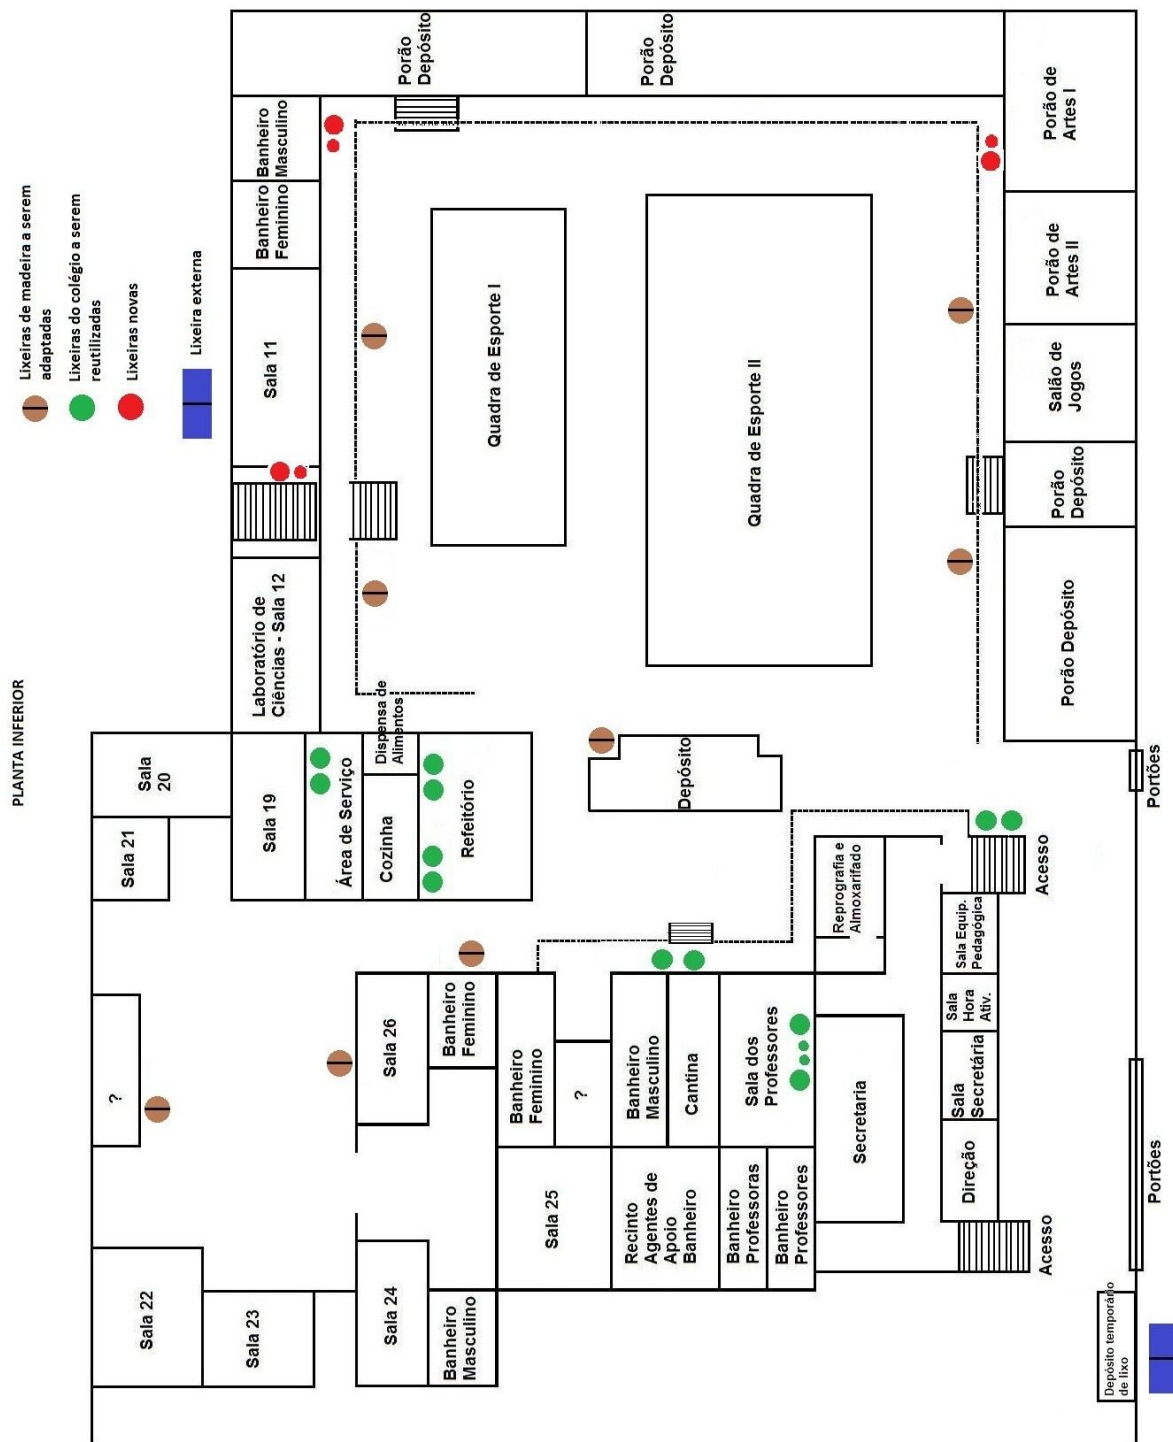 PLANTA INFERIOR
Lixeiras de madeira a serem
adaptadas
Lixeiras do colégio a serem
reutilizadas
Lixeiras novas
Lixeira externa
Sala 22
Sala 23
?
Sala 21
Sala
20
Sala 19
Área de Serviço
Cozinha
Dispensa de
Alimentos
Refeitório
Laboratório de
Ciências - Sala 12
Sala 11
Banheiro
Feminino
Banheiro
Masculino
Porão
Depósito
Porão
Depósito
Quadra de Esporte I
Quadra de Esporte II
Sala 24
Banheiro
Masculino
Sala 26
Banheiro
Feminino
Sala 25
Banheiro
Feminino
?
Recinto
Agentes de
Apoio
Banheiro
Banheiro
Masculino
Cantina
Banheiro
Professoras
Banheiro
Professores
Sala dos
Professores
Depósito
Secretaria
Reprografia e
Almoxarifado
Direção
Sala
Secretária
Sala
Hora
Ativ.
Sala Equip.
Pedagógica
Acesso
Acesso
Porão Depósito
Porão
Depósito
Salão de
Jogos
Porão de
Artes II
Porão de
Artes I
Depósito temporário
de lixo
Portões
Portões